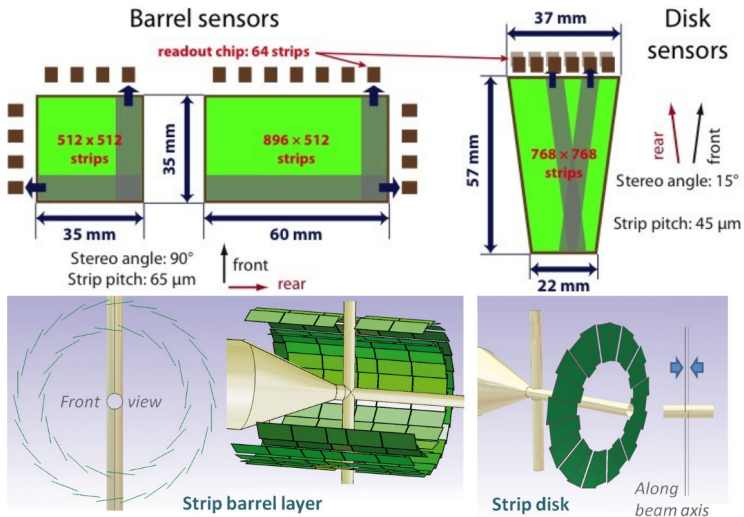 Barrel sensors
37 mm
Disk
sensors
readout chip: 64 strips
512 x 512
strips
35 mm
896 × 512
strips
57 mm
768 × 768
strips
rear
front
Stereo angle: 15°
Strip pitch: 45 μm
35 mm
60 mm
22 mm
Stereo angle: 90°
Strip pitch: 65 μm
front
rear
Front view
Strip barrel layer
Strip disk
Along
beam axis